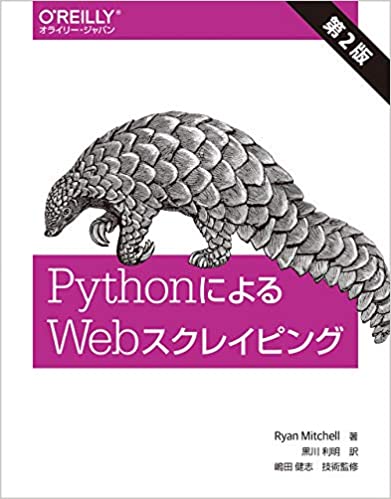 O'REILLY®
オライリー・ジャパン
第2版
Pythonによる
Webスクレイピング
Ryan Mitchell 著
黒川 利明 訳
嶋田 健志 技術監修